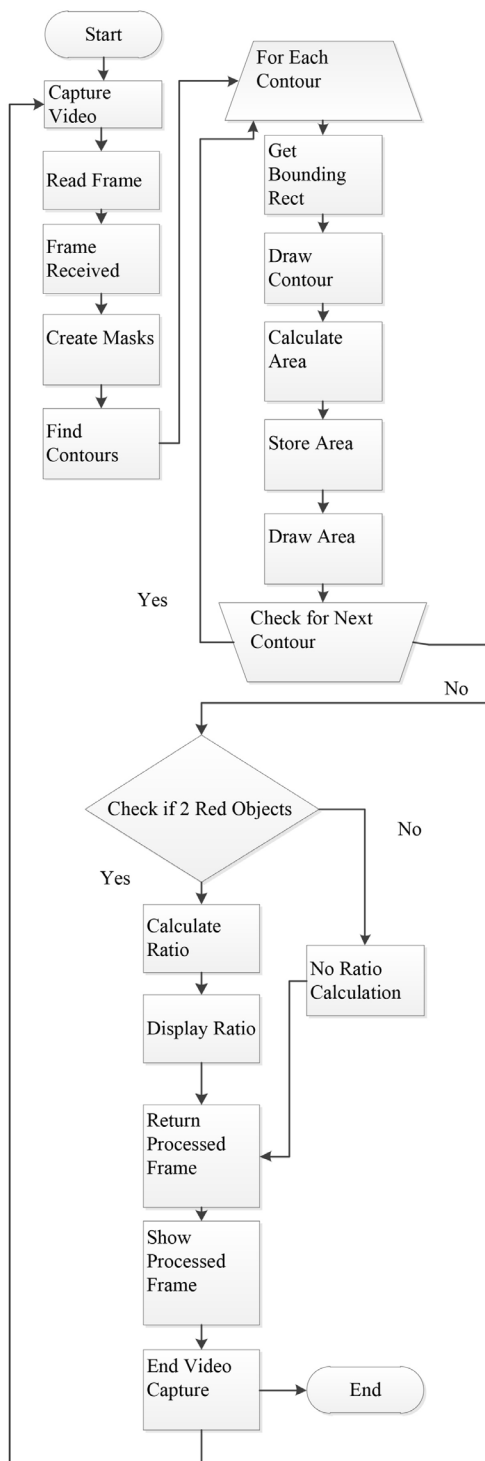 Start
Capture
Video
Read Frame
Frame
Received
Create Masks
Find
Contours
For Each
Contour
Get
Bounding
Rect
Draw
Contour
Calculate
Area
Store Area
Draw Area
Yes
Check for Next
Contour
No
Check if 2 Red Objects
No
Yes
Calculate
Ratio
No Ratio
Calculation
Display Ratio
Return
Processed
Frame
Show
Processed
Frame
End Video
Capture
End